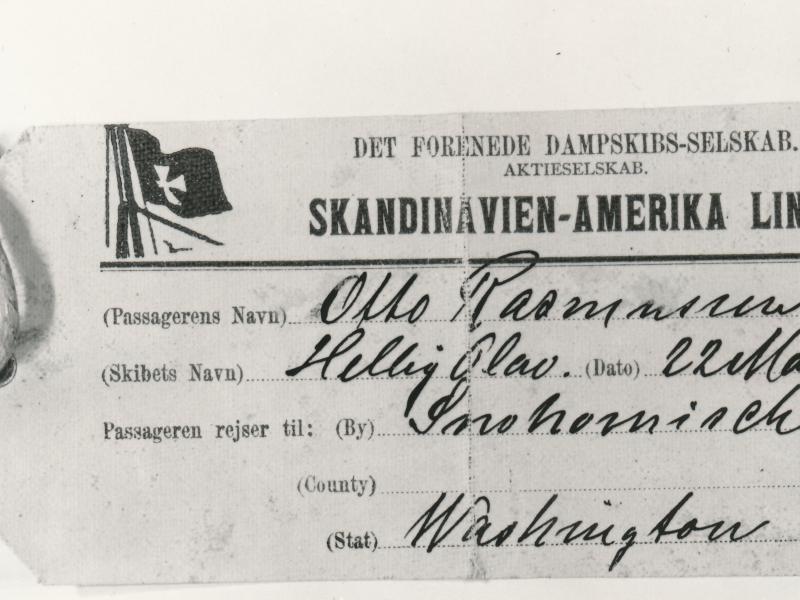 DET FORENEDE DAMPSKIBS-SELSKAB.
AKTIESELSKAB.
SKANDINAVIEN-AMERIKA LIN
(Passagerens Navn) Otto Rasmussen
(Skibets Navn) Hellig Olav. (Dato) 22 Ma
Passageren rejser til: (By) Snohomisch
(County)
(Stat) Washington